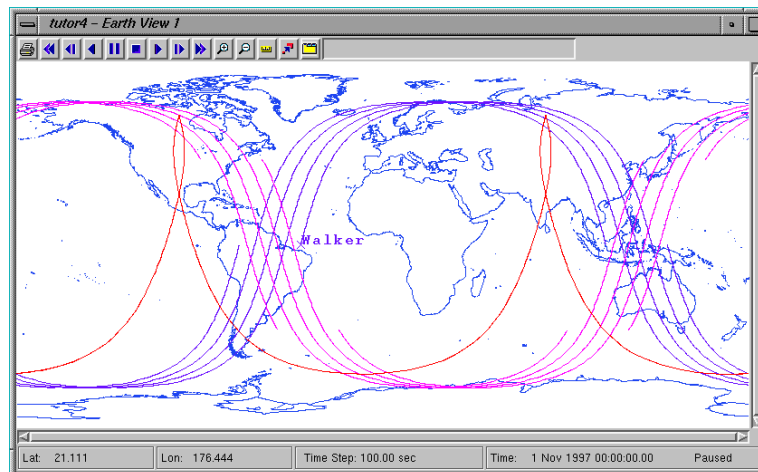 tutor4 – Earth View 1
Walker
Lat: 21.111 Lon: 176.444 Time Step: 100.00 sec Time: 1 Nov 1997 00:00:00.00 Paused